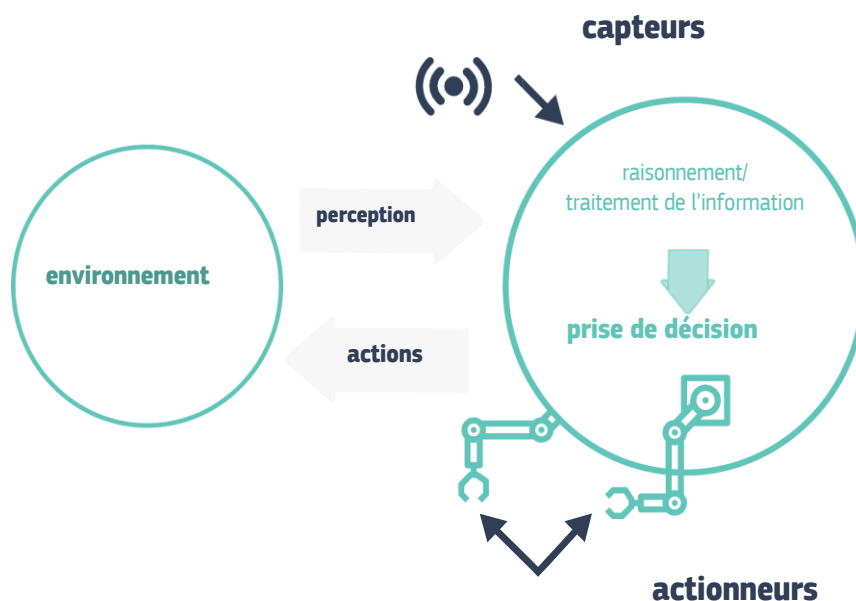 capteurs
raisonnement/
traitement de l'information
perception
environnement
prise de décision
actions
actionneurs